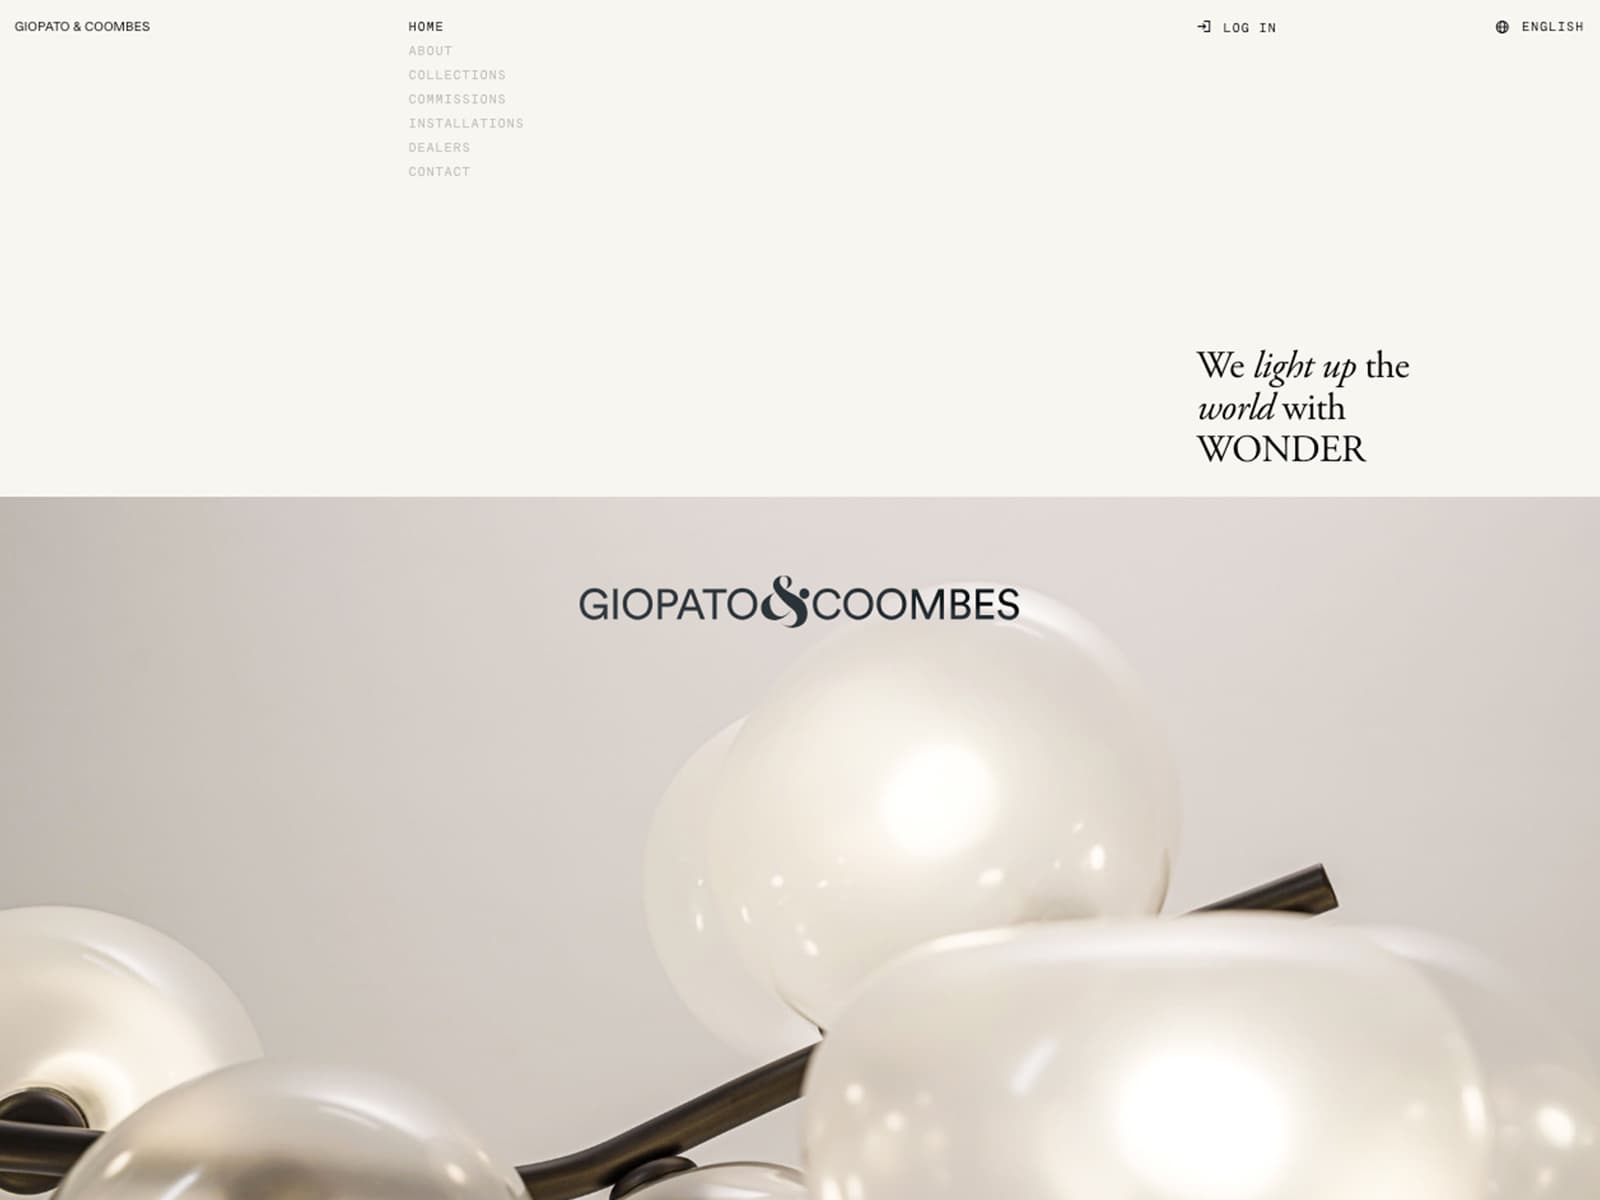 GIOPATO & COOMBES
HOME
ABOUT
COLLECTIONS
COMMISSIONS
INSTALLATIONS
DEALERS
CONTACT
LOG IN
ENGLISH
We light up the
world with
WONDER
GIOPATO&COOMBES